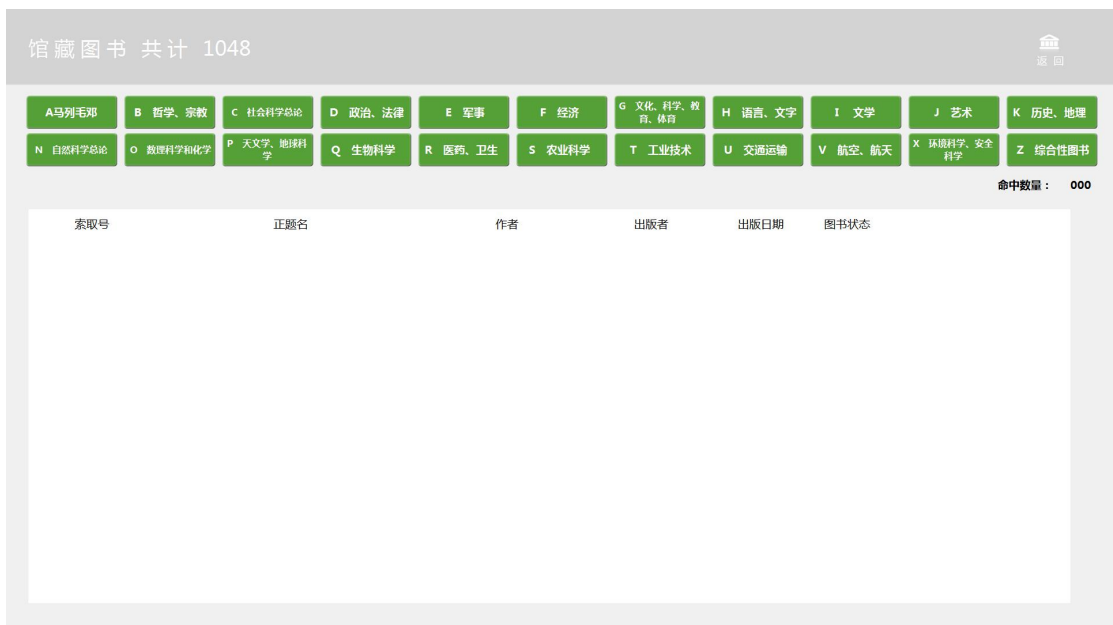 馆藏图书 共计 1048
返回
A马列毛邓 B 哲学、宗教 C 社会科学总论 D 政治、法律 E 军事 F 经济 G 文化、科学、教育、体育 H 语言、文字 I 文学 J 艺术 K 历史、地理
N 自然科学总论 O 数理科学和化学 P 天文学、地球科学 Q 生物科学 R 医药、卫生 S 农业科学 T 工业技术 U 交通运输 V 航空、航天 X 环境科学、安全科学 Z 综合性图书
命中数量： 000
索取号 正题名 作者 出版者 出版日期 图书状态